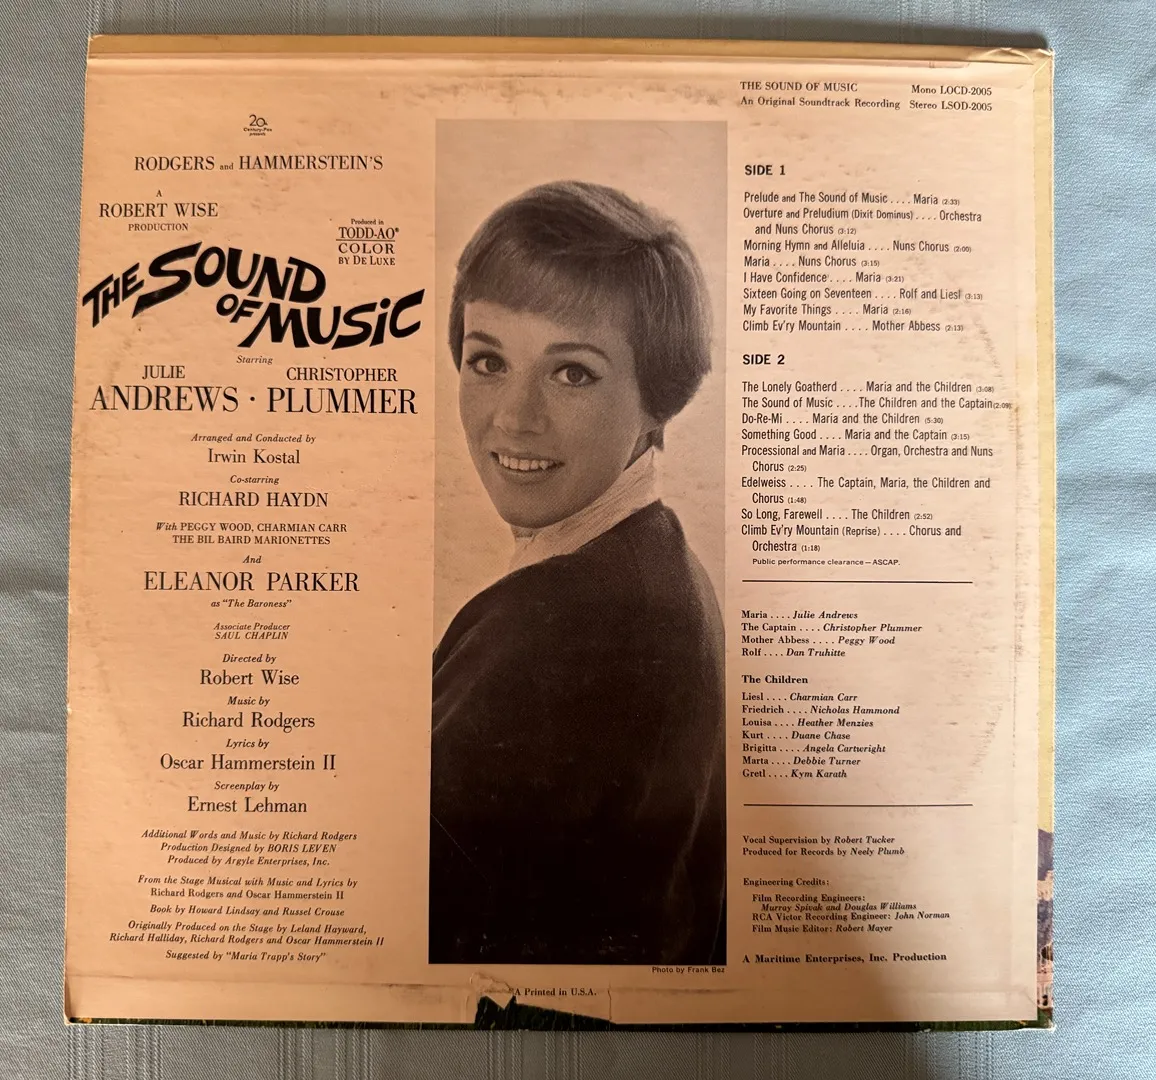 20
Century-Fox
presents
RODGERS and HAMMERSTEIN'S
A
ROBERT WISE
PRODUCTION
Produced in
TODD-AO®
COLOR
BY DE LUXE
THE SOUND
OF MUSIC
Starring
JULIE CHRISTOPHER
ANDREWS · PLUMMER
Arranged and Conducted by
Irwin Kostal
Co-starring
RICHARD HAYDN
With PEGGY WOOD, CHARMIAN CARR
THE BIL BAIRD MARIONETTES
And
ELEANOR PARKER
as "The Baroness"
Associate Producer
SAUL CHAPLIN
Directed by
Robert Wise
Music by
Richard Rodgers
Lyrics by
Oscar Hammerstein II
Screenplay by
Ernest Lehman
Additional Words and Music by Richard Rodgers
Production Designed by BORIS LEVEN
Produced by Argyle Enterprises, Inc.
From the Stage Musical with Music and Lyrics by
Richard Rodgers and Oscar Hammerstein II
Book by Howard Lindsay and Russel Crouse
Originally Produced on the Stage by Leland Hayward,
Richard Halliday, Richard Rodgers and Oscar Hammerstein II
Suggested by "Maria Trapp's Story"
Photo by Frank Bez
A Printed in U.S.A.
THE SOUND OF MUSIC Mono LOCD-2005
An Original Soundtrack Recording Stereo LSOD-2005
SIDE 1
Prelude and The Sound of Music .... Maria (2:33)
Overture and Preludium (Dixit Dominus) .... Orchestra
and Nuns Chorus (3:12)
Morning Hymn and Alleluia .... Nuns Chorus (2:00)
Maria .... Nuns Chorus (3:15)
I Have Confidence .... Maria (3:21)
Sixteen Going on Seventeen .... Rolf and Liesl (3:13)
My Favorite Things .... Maria (2:16)
Climb Ev'ry Mountain .... Mother Abbess (2:13)
SIDE 2
The Lonely Goatherd .... Maria and the Children (3:08)
The Sound of Music .... The Children and the Captain (2:09)
Do-Re-Mi .... Maria and the Children (5:30)
Something Good .... Maria and the Captain (3:15)
Processional and Maria .... Organ, Orchestra and Nuns
Chorus (2:25)
Edelweiss .... The Captain, Maria, the Children and
Chorus (1:48)
So Long, Farewell .... The Children (2:52)
Climb Ev'ry Mountain (Reprise) .... Chorus and
Orchestra (1:18)
Public performance clearance—ASCAP.
Maria .... Julie Andrews
The Captain .... Christopher Plummer
Mother Abbess .... Peggy Wood
Rolf .... Dan Truhitte
The Children
Liesl .... Charmian Carr
Friedrich .... Nicholas Hammond
Louisa .... Heather Menzies
Kurt .... Duane Chase
Brigitta .... Angela Cartwright
Marta .... Debbie Turner
Gretl .... Kym Karath
Vocal Supervision by Robert Tucker
Produced for Records by Neely Plumb
Engineering Credits:
Film Recording Engineers:
Murray Spivak and Douglas Williams
RCA Victor Recording Engineer: John Norman
Film Music Editor: Robert Mayer
A Maritime Enterprises, Inc. Production